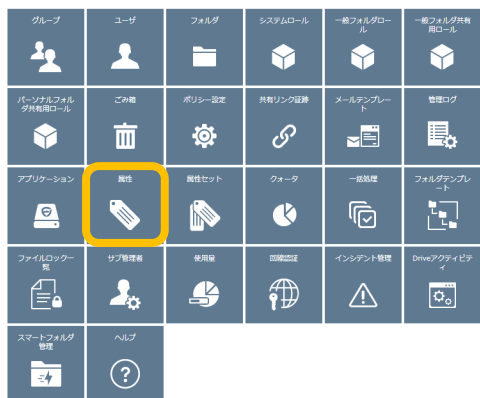 グループ
ユーザ
フォルダ
システムロール
一般フォルダロー
ル
一般フォルダ共有
用ロール
パーソナルフォル
ダ共有用ロール
ごみ箱
ポリシー設定
共有リンク証跡
メールテンプレー
ト
管理ログ
アプリケーション
属性
属性セット
クォータ
一括処理
フォルダテンプレ
ート
ファイルロック一
覧
サブ管理者
使用量
回線認証
インシデント管理
Driveアクティビテ
ィ
スマートフォルダ
管理
ヘルプ